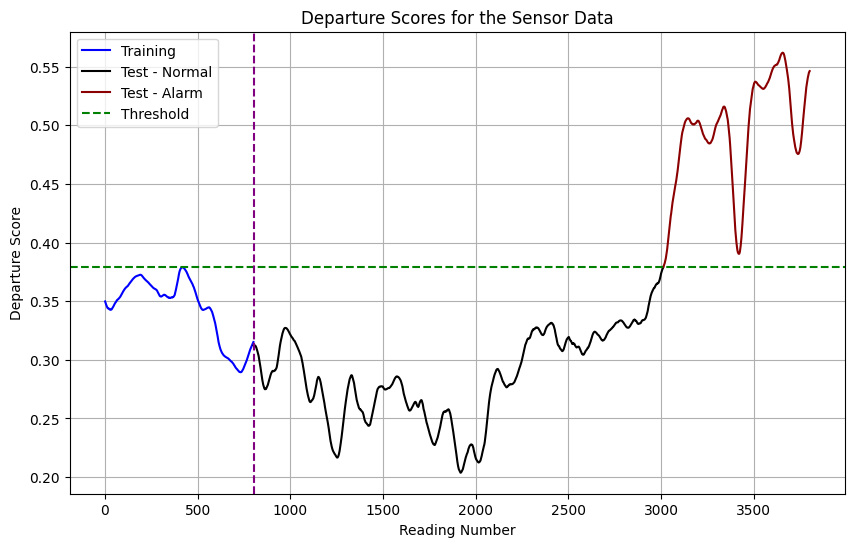 Departure Scores for the Sensor Data
Training
Test - Normal
Test - Alarm
Threshold
0.55
0.50
0.45
0.40
0.35
0.30
0.25
0.20
Departure Score
0 500 1000 1500 2000 2500 3000 3500
Reading Number